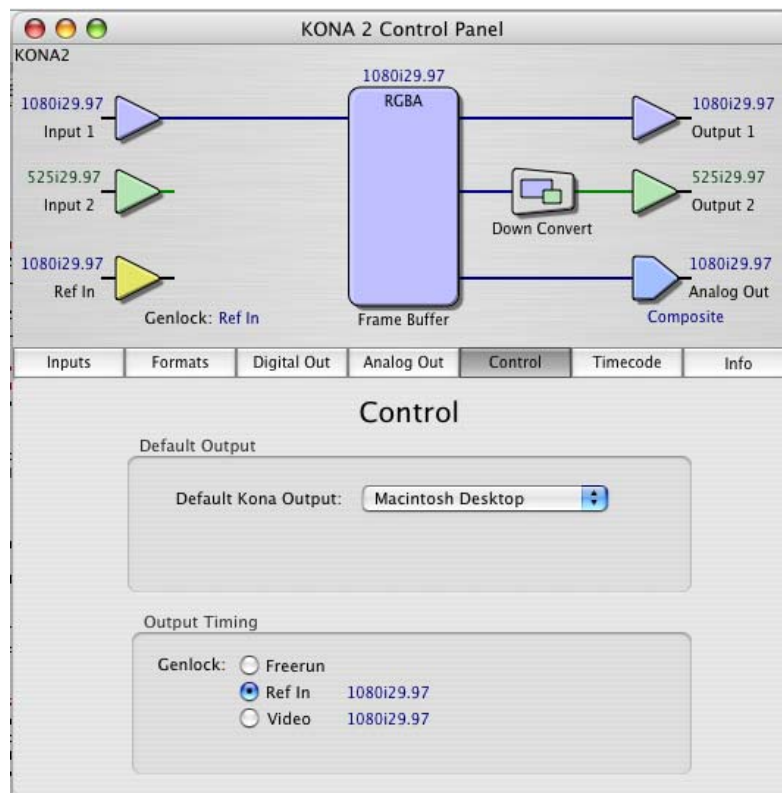 KONA 2 Control Panel
KONA2
1080i29.97
RGBA
1080i29.97
Input 1
1080i29.97
Output 1
525i29.97
Input 2
Down Convert
525i29.97
Output 2
1080i29.97
Ref In
Genlock: Ref In
Frame Buffer
1080i29.97
Analog Out
Composite
Inputs Formats Digital Out Analog Out Control Timecode Info
Control
Default Output
Default Kona Output: Macintosh Desktop
Output Timing
Genlock: Freerun
Ref In 1080i29.97
Video 1080i29.97